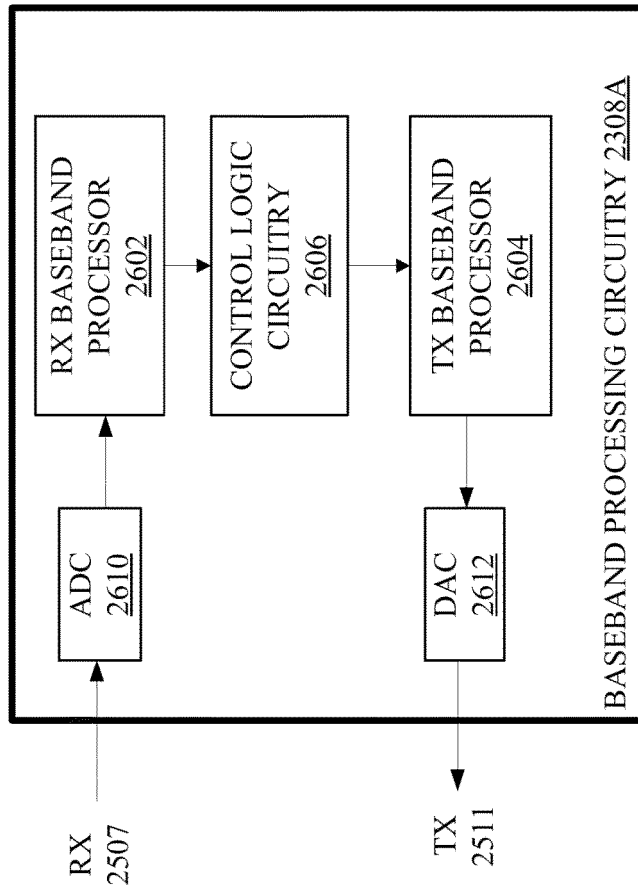 RX
2507
ADC
2610
RX BASEBAND
PROCESSOR
2602
CONTROL LOGIC
CIRCUITRY
2606
TX
2511
DAC
2612
TX BASEBAND
PROCESSOR
2604
BASEBAND PROCESSING CIRCUITRY 2308A